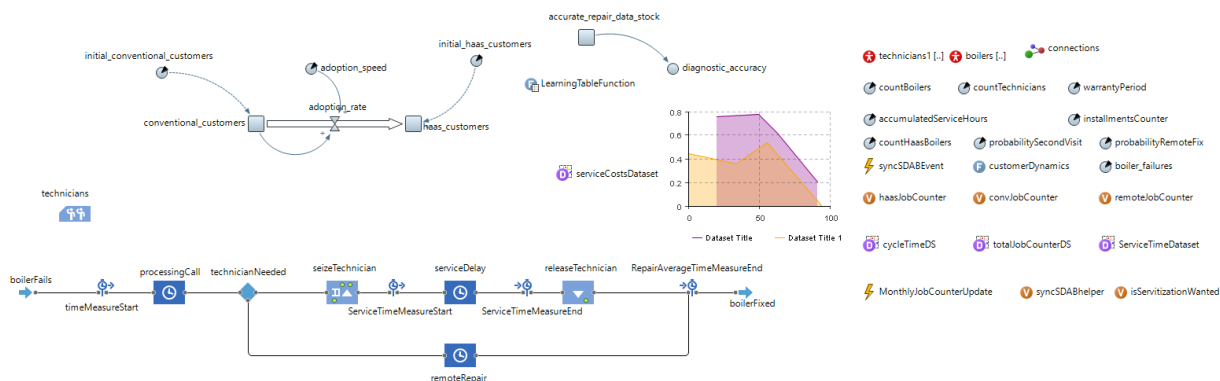 accurate_repair_data_stock
initial_conventional_customers
initial_haas_customers
adoption_speed
diagnostic_accuracy
LearningTableFunction
adoption_rate
conventional_customers
haas_customers
serviceCostsDataset
0.8
0.6
0.4
0.2
0
0
50
100
Dataset Title
Dataset Title 1
technicians1 [..]
boilers [..]
connections
countBoilers
countTechnicians
warrantyPeriod
accumulatedServiceHours
installmentsCounter
countHaasBoilers
probabilitySecondVisit
probabilityRemoteFix
syncSDABEvent
customerDynamics
boiler_failures
haasJobCounter
convJobCounter
remoteJobCounter
cycleTimeDS
totalJobCounterDS
ServiceTimeDataset
MonthlyJobCounterUpdate
syncSDABhelper
isServitizationWanted
technicians
boilerFails
timeMeasureStart
processingCall
technicianNeeded
seizeTechnician
ServiceTimeMeasureStart
serviceDelay
ServiceTimeMeasureEnd
releaseTechnician
RepairAverageTimeMeasureEnd
boilerFixed
remoteRepair